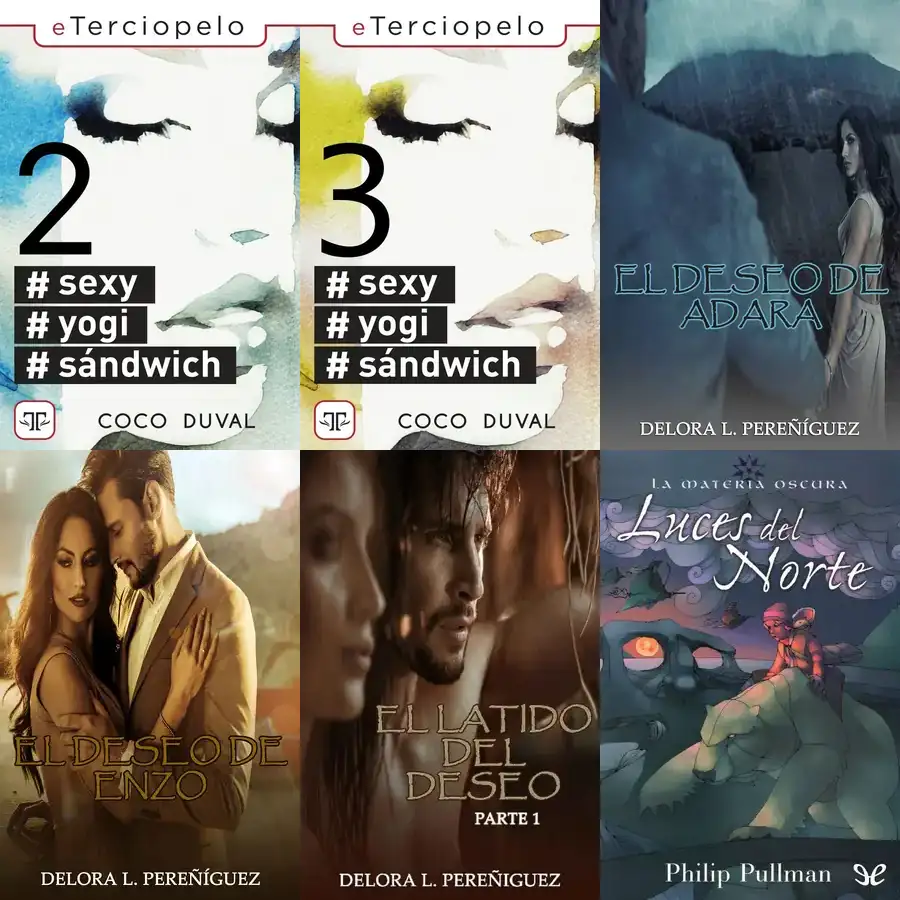 eTerciopelo
2
# sexy
# yogi
# sándwich
COCO DUVAL
eTerciopelo
3
# sexy
# yogi
# sándwich
COCO DUVAL
EL DESEO DE
ADARA
DELORA L. PEREÑÍGUEZ
EL DESEO DE
ENZO
DELORA L. PEREÑÍGUEZ
EL LATIDO
DEL
DESEO
PARTE 1
DELORA L. PEREÑIGUEZ
LA MATERIA OSCURA
Luces del
Norte
Philip Pullman